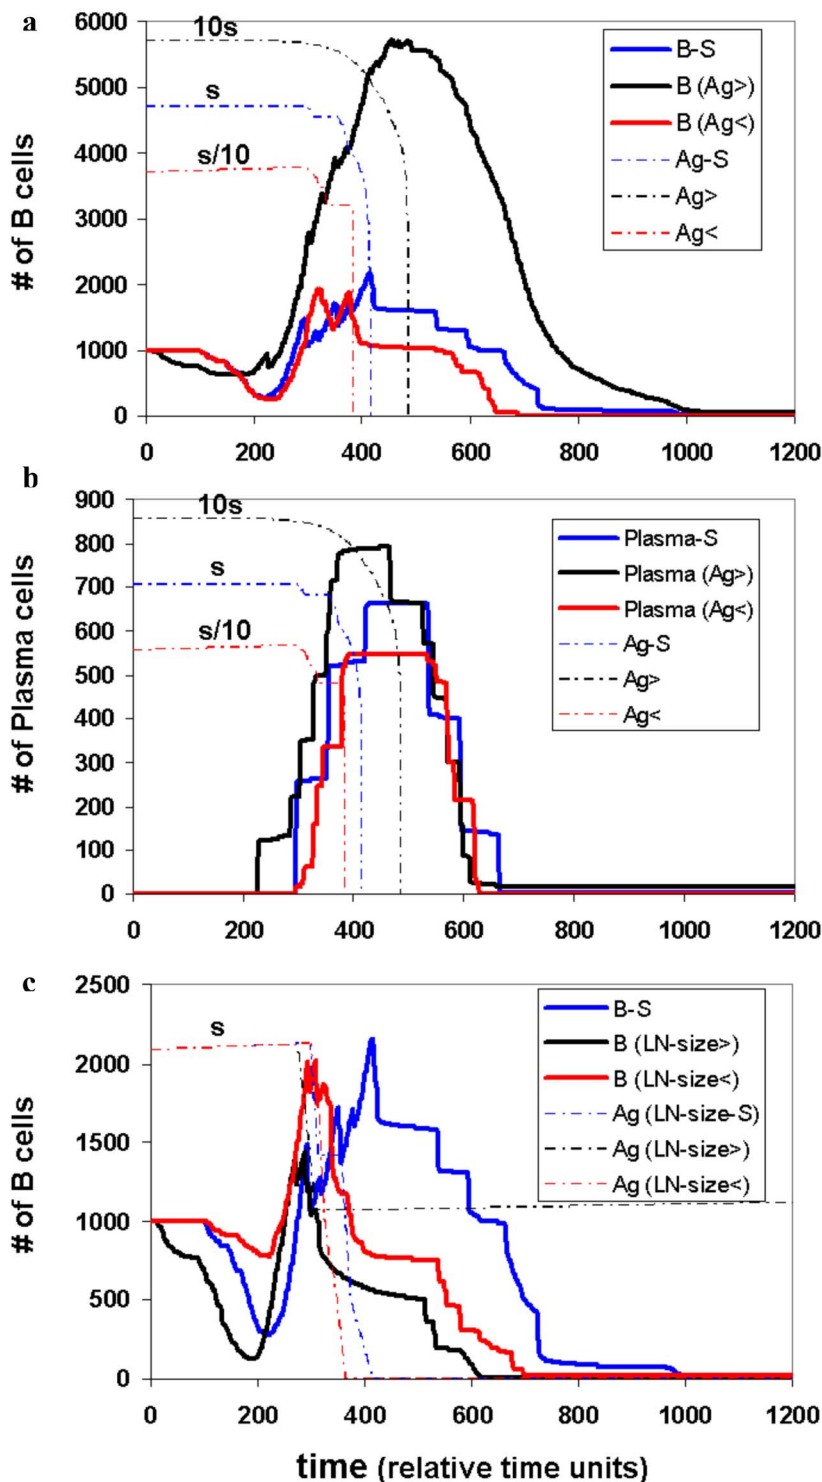 a
6000
5000
4000
3000
2000
1000
0
# of B cells
10s
s
s/10
B-S
B (Ag>)
B (Ag<)
Ag-S
Ag>
Ag<
0 200 400 600 800 1000 1200
b
900
800
700
600
500
400
300
200
100
0
# of Plasma cells
10s
s
s/10
Plasma-S
Plasma (Ag>)
Plasma (Ag<)
Ag-S
Ag>
Ag<
0 200 400 600 800 1000 1200
c
2500
2000
1500
1000
500
0
# of B cells
s
B-S
B (LN-size>)
B (LN-size<)
Ag (LN-size-S)
Ag (LN-size>)
Ag (LN-size<)
0 200 400 600 800 1000 1200
time (relative time units)